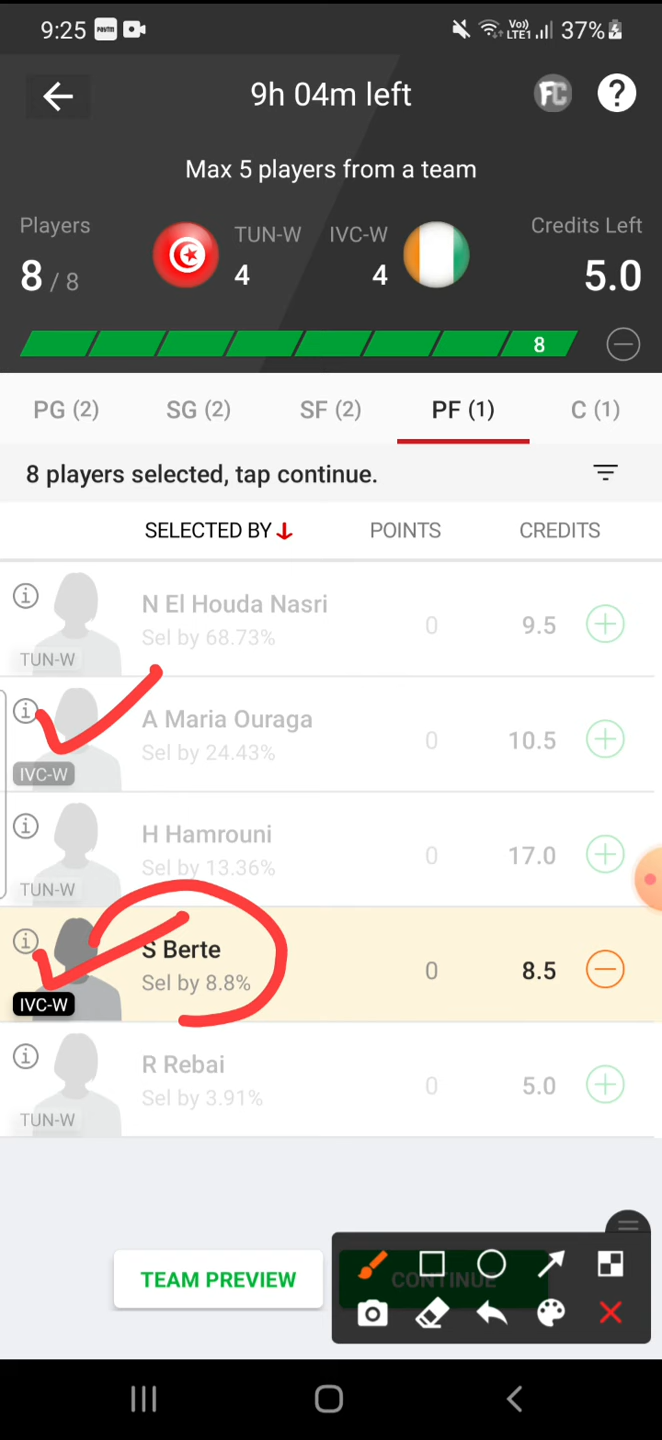 9:25 paytm Vo)) LTE1 37%
9h 04m left FC ?
Max 5 players from a team
Players TUN-W IVC-W Credits Left
8 / 8 4 4 5.0
8
PG (2) SG (2) SF (2) PF (1) C (1)
8 players selected, tap continue.
SELECTED BY POINTS CREDITS
N El Houda Nasri
Sel by 68.73% 0 9.5
TUN-W
A Maria Ouraga
Sel by 24.43% 0 10.5
IVC-W
H Hamrouni
Sel by 13.36% 0 17.0
TUN-W
S Berte
Sel by 8.8% 0 8.5
IVC-W
R Rebai
Sel by 3.91% 0 5.0
TUN-W
TEAM PREVIEW CONTINUE